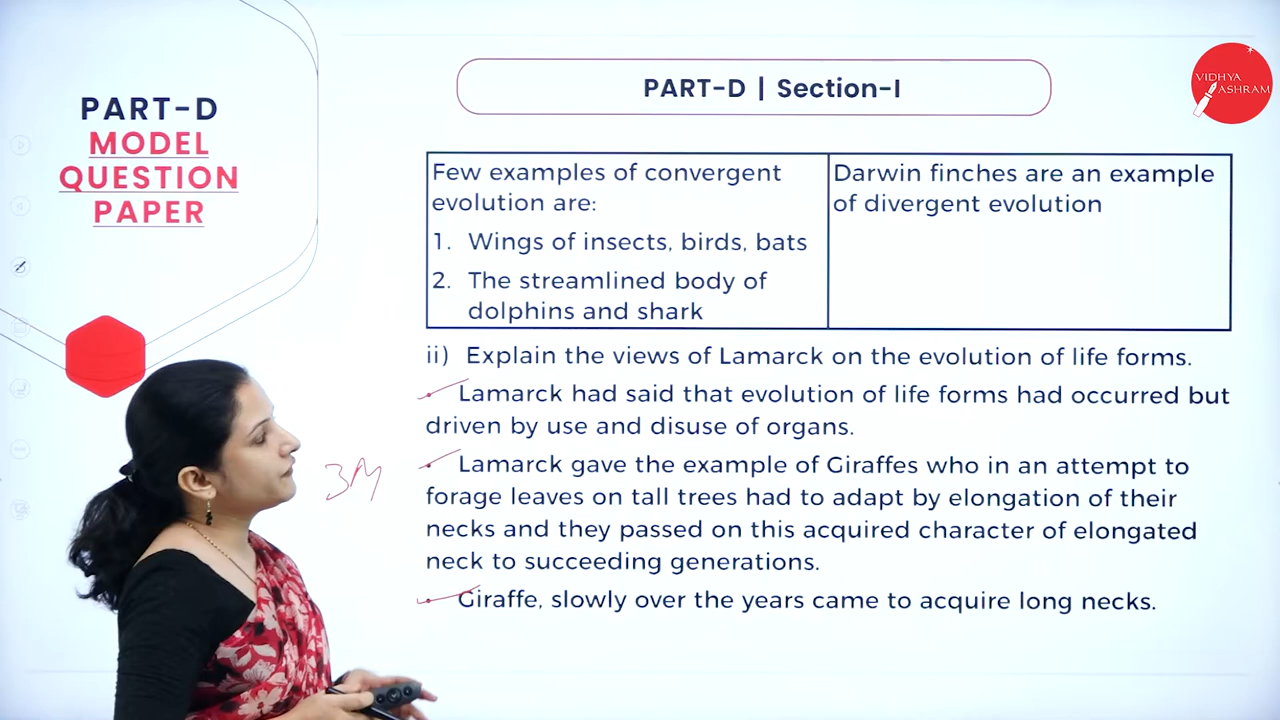 PART-D
MODEL
QUESTION
PAPER
PART-D | Section-I
VIDHYA
ASHRAM
Few examples of convergent
evolution are:
1. Wings of insects, birds, bats
2. The streamlined body of
dolphins and shark
Darwin finches are an example
of divergent evolution
ii) Explain the views of Lamarck on the evolution of life forms.
Lamarck had said that evolution of life forms had occurred but
driven by use and disuse of organs.
Lamarck gave the example of Giraffes who in an attempt to
forage leaves on tall trees had to adapt by elongation of their
necks and they passed on this acquired character of elongated
neck to succeeding generations.
Giraffe, slowly over the years came to acquire long necks.
3M